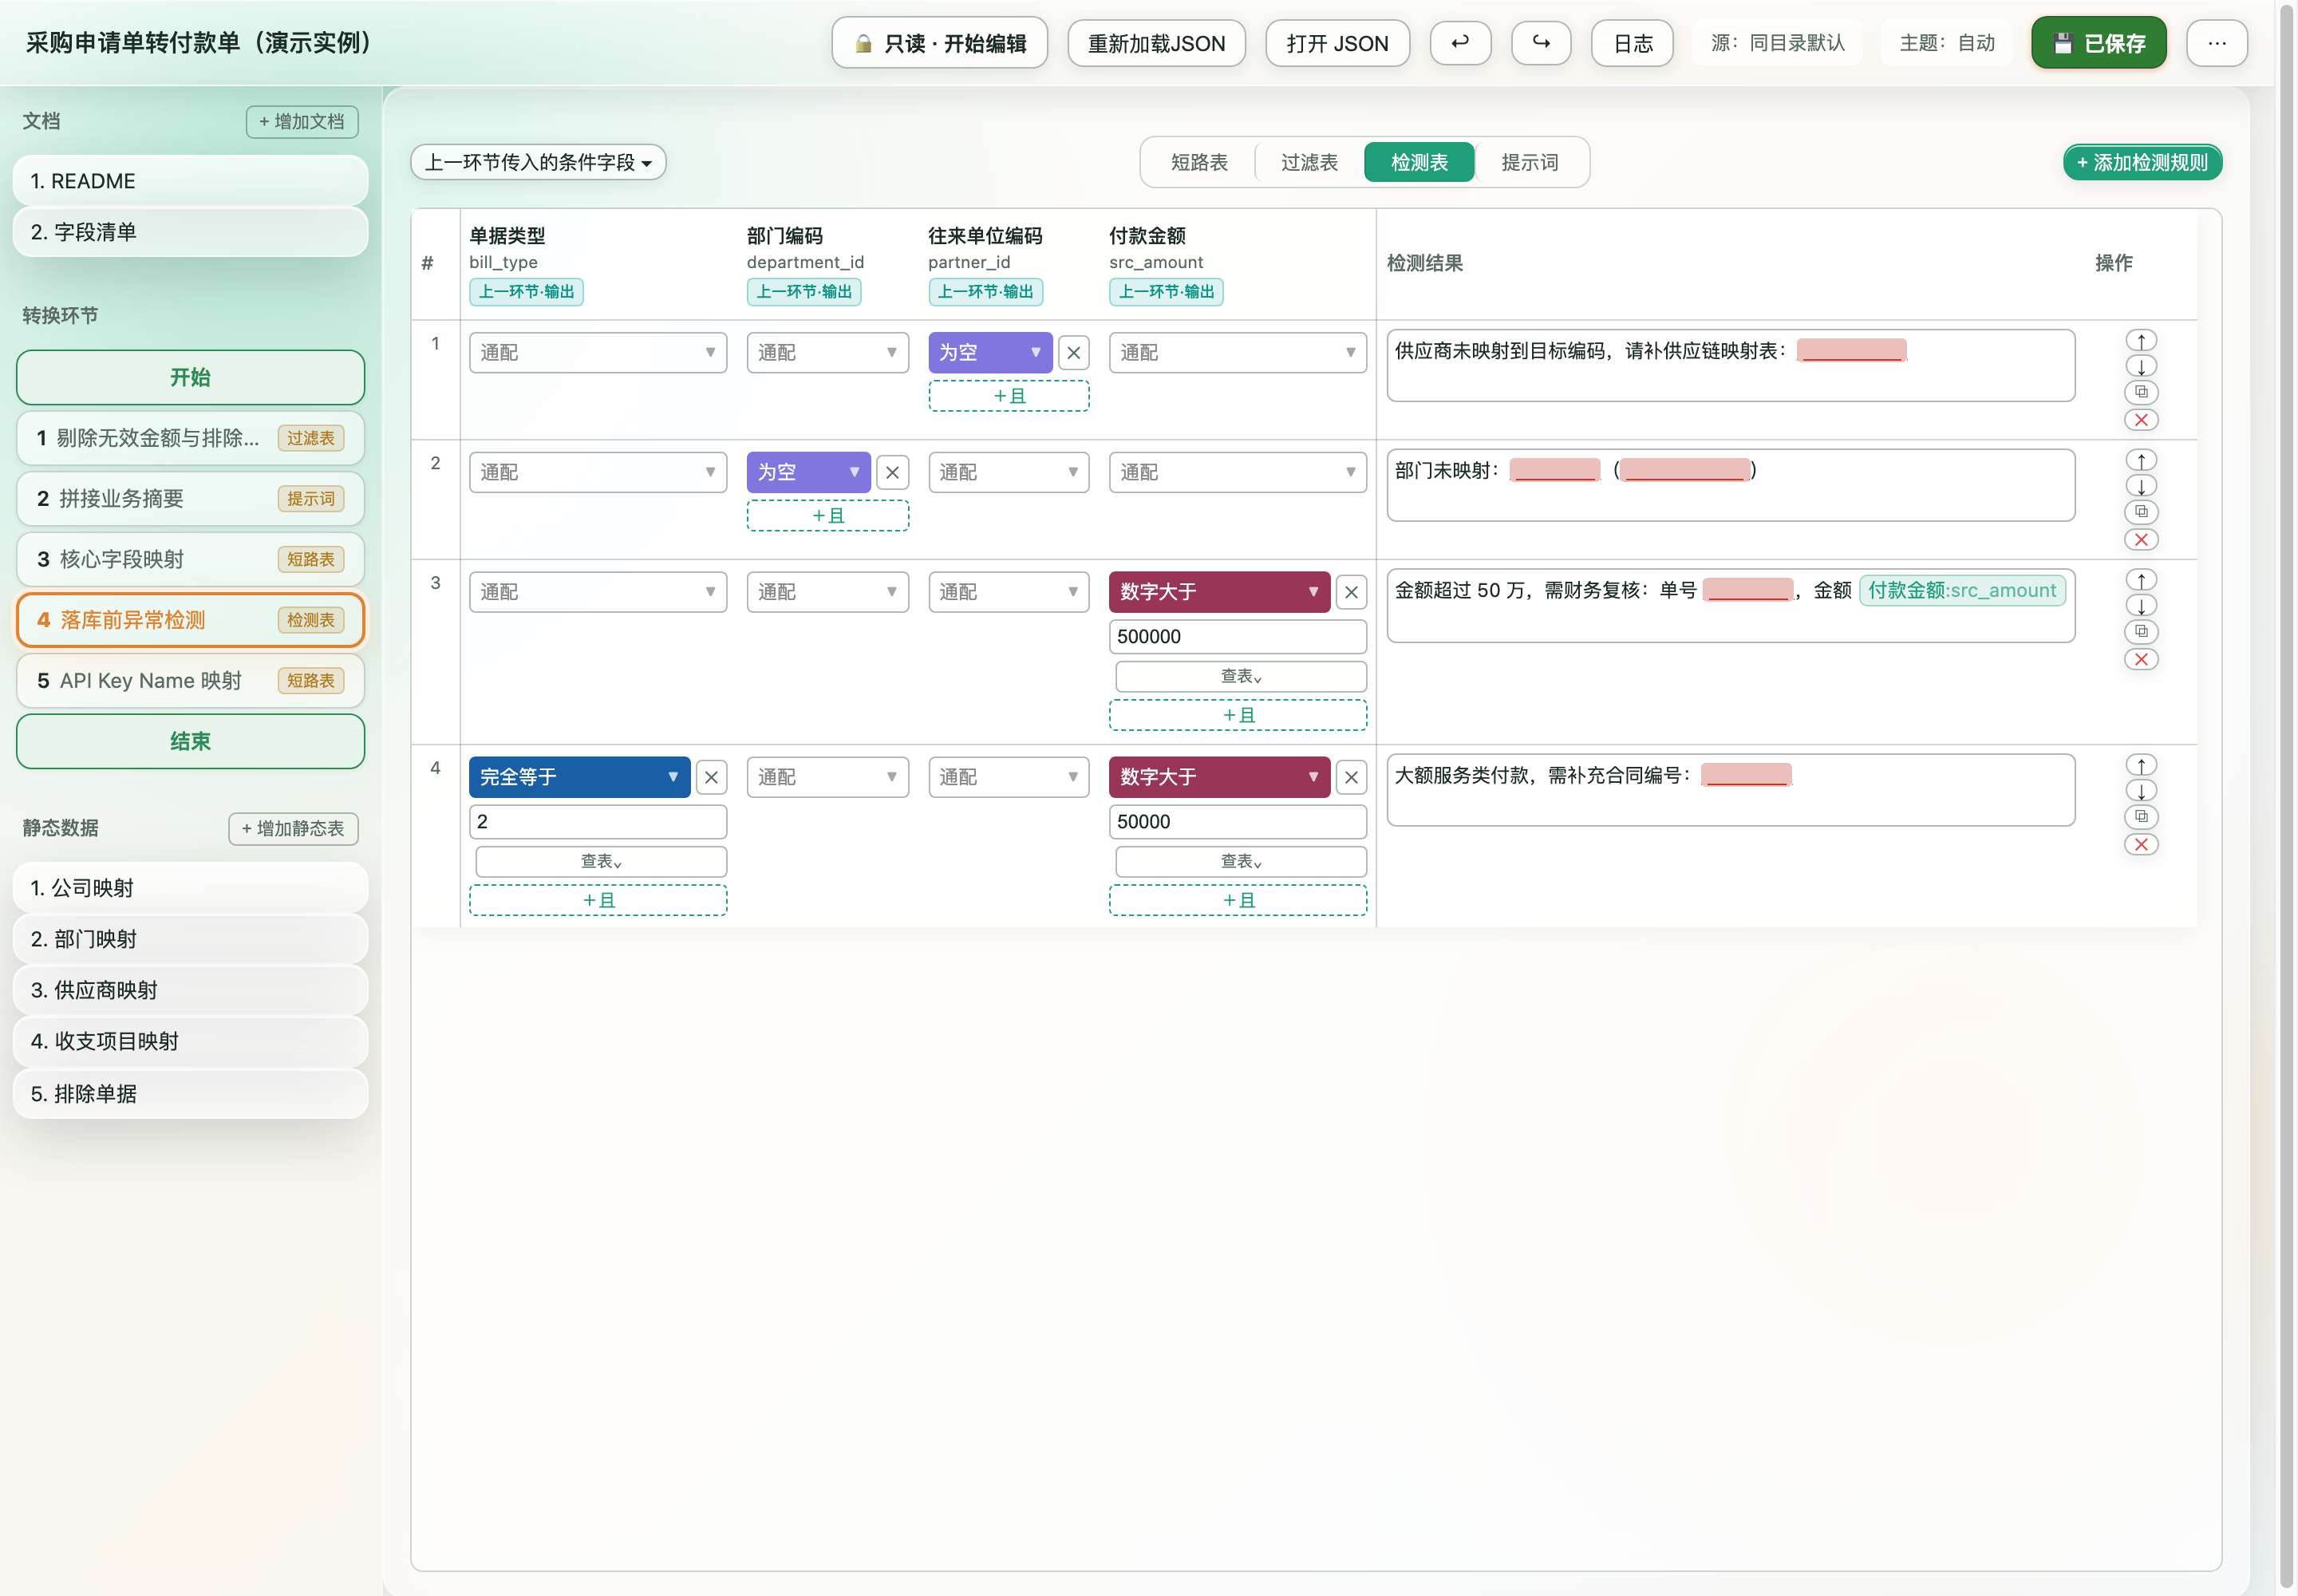 采购申请单转付款单（演示实例）
🔒 只读 · 开始编辑
重新加载JSON
打开 JSON
↩
↪
日志
源：同目录默认
主题：自动
💾 已保存
···
文档
+ 增加文档
1. README
2. 字段清单
转换环节
开始
1 剔除无效金额与排除... 过滤表
2 拼接业务摘要 提示词
3 核心字段映射 短路表
4 落库前异常检测 检测表
5 API Key Name 映射 短路表
结束
静态数据
+ 增加静态表
1. 公司映射
2. 部门映射
3. 供应商映射
4. 收支项目映射
5. 排除单据
上一环节传入的条件字段
短路表 过滤表 检测表 提示词
+ 添加检测规则
# 单据类型 部门编码 往来单位编码 付款金额 检测结果 操作
bill_type department_id partner_id src_amount
上一环节·输出 上一环节·输出 上一环节·输出 上一环节·输出
1 通配 通配 为空 × 通配 供应商未映射到目标编码，请补供应链映射表：
+且
2 通配 为空 × 通配 通配 部门未映射： ( )
+且
3 通配 通配 通配 数字大于 × 金额超过 50 万，需财务复核：单号 ，金额 付款金额:src_amount
500000
查表
+且
4 完全等于 × 通配 通配 数字大于 × 大额服务类付款，需补充合同编号：
2 50000
查表 查表
+且 +且